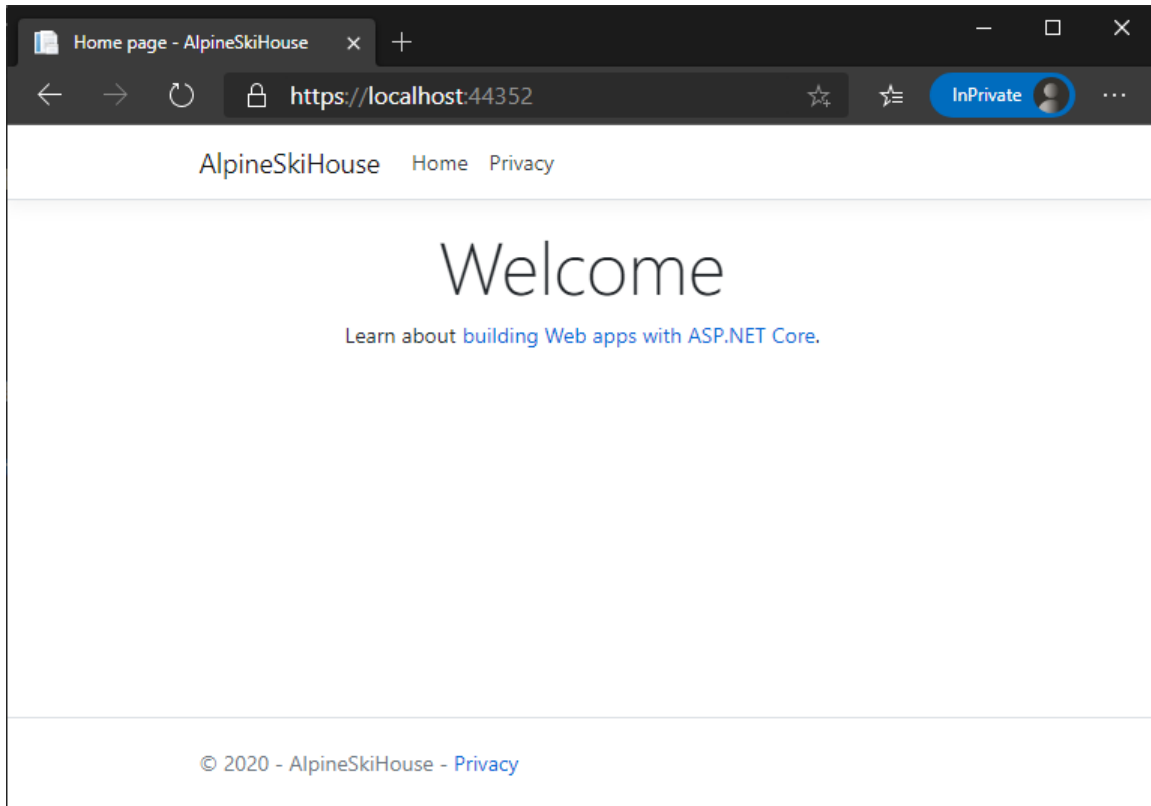 Home page - AlpineSkiHouse
https://localhost:44352
InPrivate
AlpineSkiHouse Home Privacy
Welcome
Learn about building Web apps with ASP.NET Core.
© 2020 - AlpineSkiHouse - Privacy